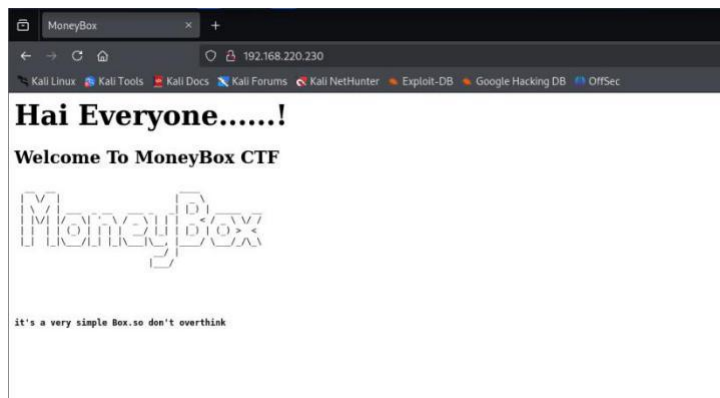 MoneyBox
192.168.220.230
Kali Linux Kali Tools Kali Docs Kali Forums Kali NetHunter Exploit-DB Google Hacking DB OffSec
Hai Everyone......!
Welcome To MoneyBox CTF
MoneyBox
it's a very simple Box.so don't overthink